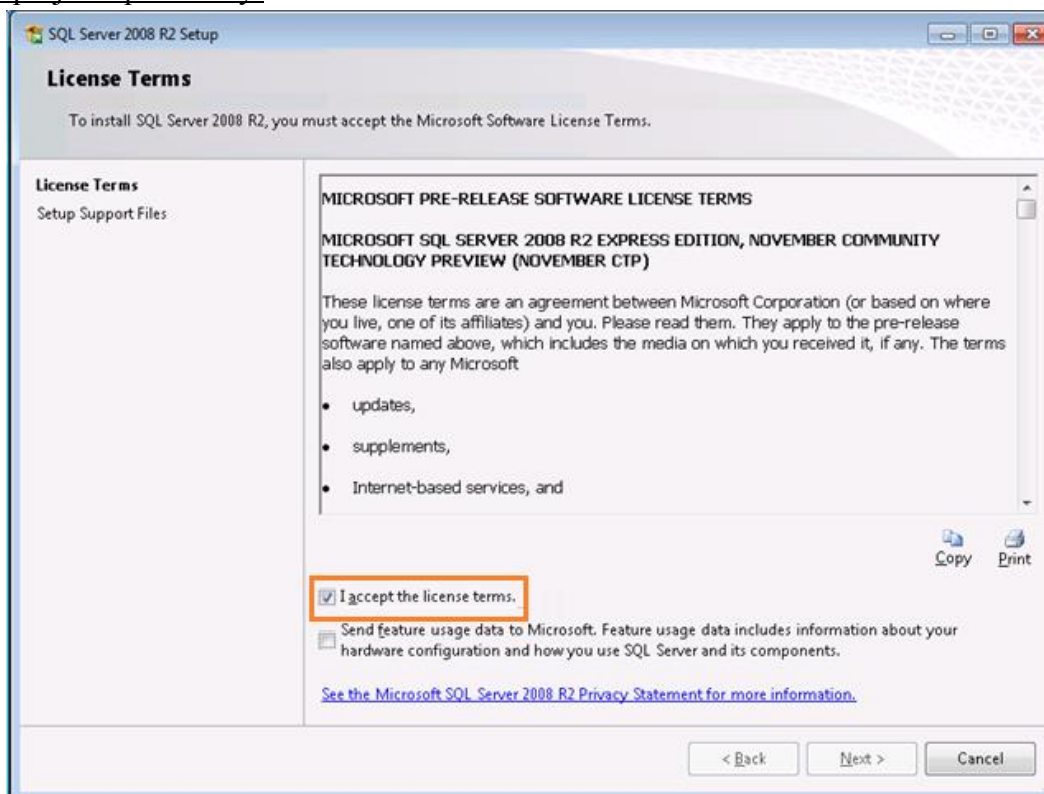 SQL Server 2008 R2 Setup
License Terms
To install SQL Server 2008 R2, you must accept the Microsoft Software License Terms.
License Terms
Setup Support Files
MICROSOFT PRE-RELEASE SOFTWARE LICENSE TERMS
MICROSOFT SQL SERVER 2008 R2 EXPRESS EDITION, NOVEMBER COMMUNITY
TECHNOLOGY PREVIEW (NOVEMBER CTP)
These license terms are an agreement between Microsoft Corporation (or based on where
you live, one of its affiliates) and you. Please read them. They apply to the pre-release
software named above, which includes the media on which you received it, if any. The terms
also apply to any Microsoft
• updates,
• supplements,
• Internet-based services, and
Copy Print
I accept the license terms.
Send feature usage data to Microsoft. Feature usage data includes information about your
hardware configuration and how you use SQL Server and its components.
See the Microsoft SQL Server 2008 R2 Privacy Statement for more information.
< Back Next > Cancel